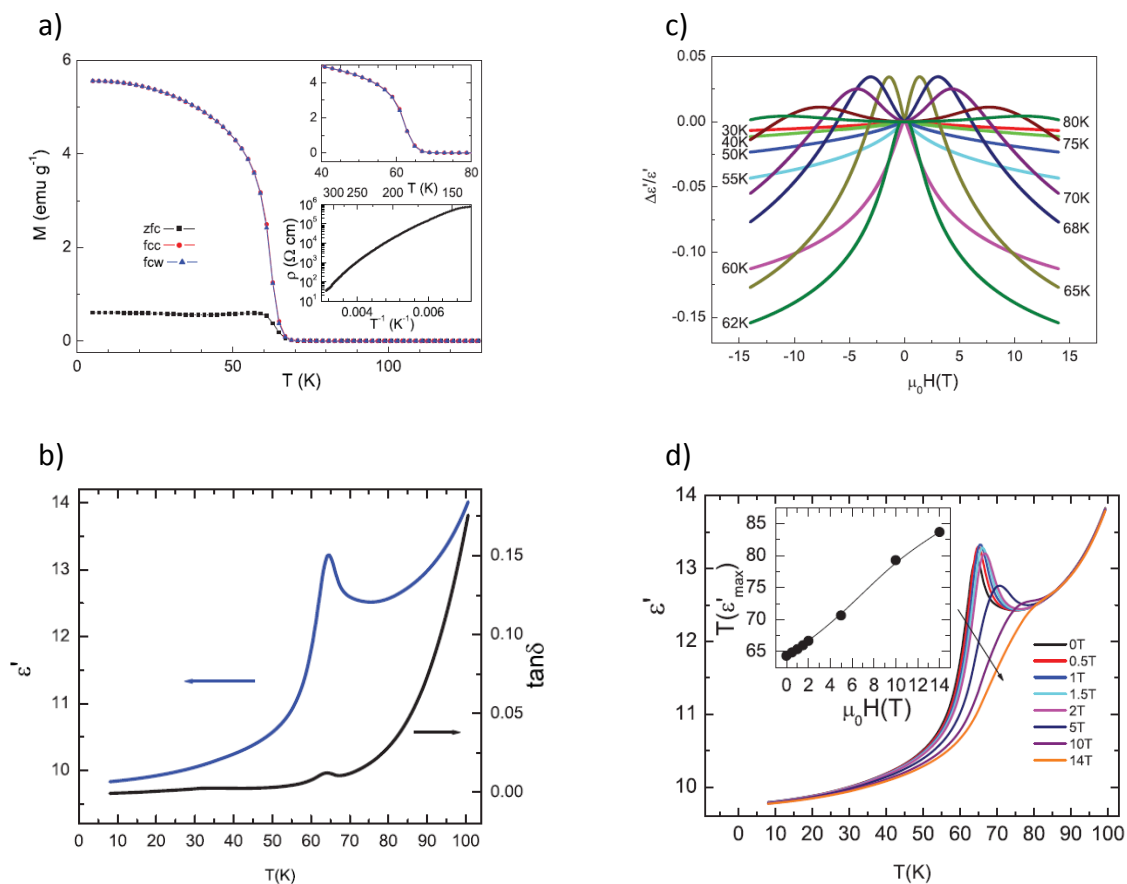 a)
M (emu g⁻¹)
6
4
2
0
0 50 100
T (K)
zfc
fcc
fcw
4
2
0
40 50 60 70 80
T (K)
300 250 200 150
ρ (Ω cm)
10⁶
10⁵
10⁴
10³
10²
10¹
0.004 0.006
T⁻¹ (K⁻¹)
b)
ε'
14
13
12
11
10
tanδ
0.15
0.10
0.05
0.00
10 20 30 40 50 60 70 80 90 100
T(K)
c)
Δε'/ε'
0.05
0.00
-0.05
-0.10
-0.15
30K
40K
50K
55K
60K
62K
80K
75K
70K
68K
65K
-15 -10 -5 0 5 10 15
μ₀H(T)
d)
ε'
14
13
12
11
10
T(ε'max)
85
80
75
70
65
0 2 4 6 8 10 12 14
μ₀H(T)
0T
0.5T
1T
1.5T
2T
5T
10T
14T
0 10 20 30 40 50 60 70 80 90 100
T(K)